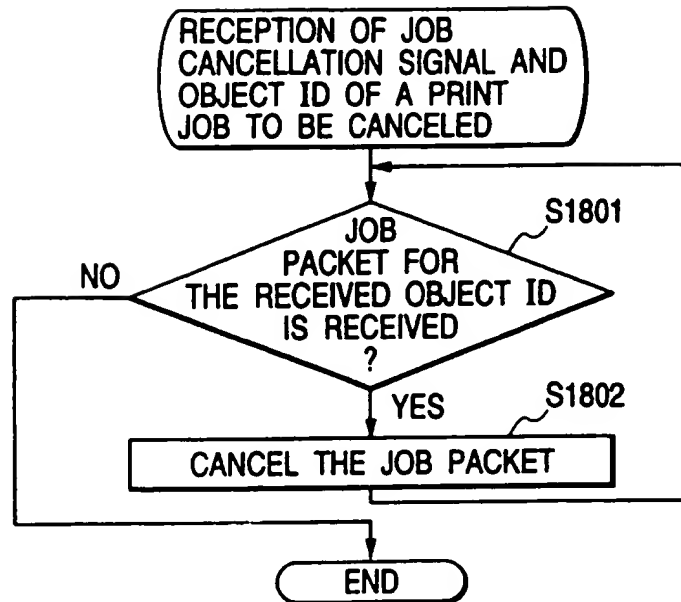 RECEPTION OF JOB
CANCELLATION SIGNAL AND
OBJECT ID OF A PRINT
JOB TO BE CANCELED
S1801
JOB
PACKET FOR
THE RECEIVED OBJECT ID
IS RECEIVED
?
NO
YES
S1802
CANCEL THE JOB PACKET
END